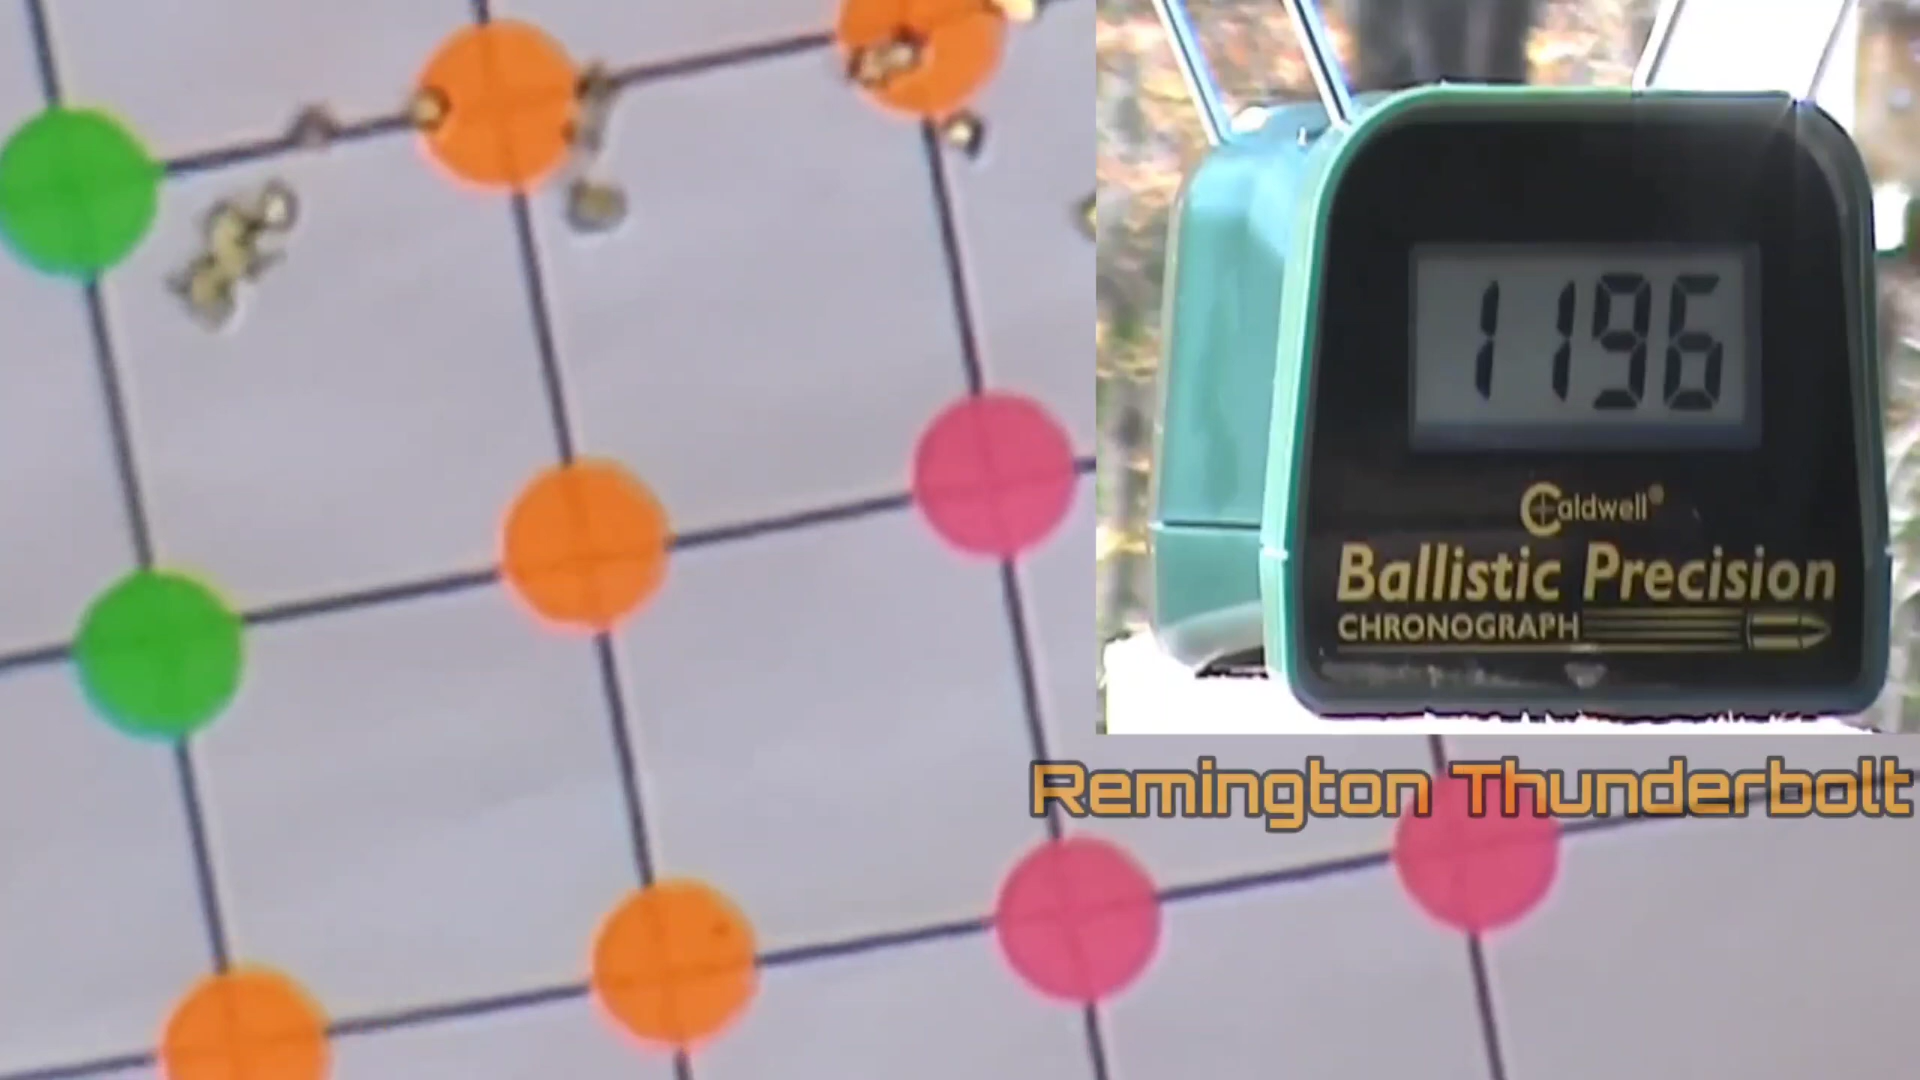 1196
Caldwell®
Ballistic Precision
CHRONOGRAPH
Remington Thunderbolt